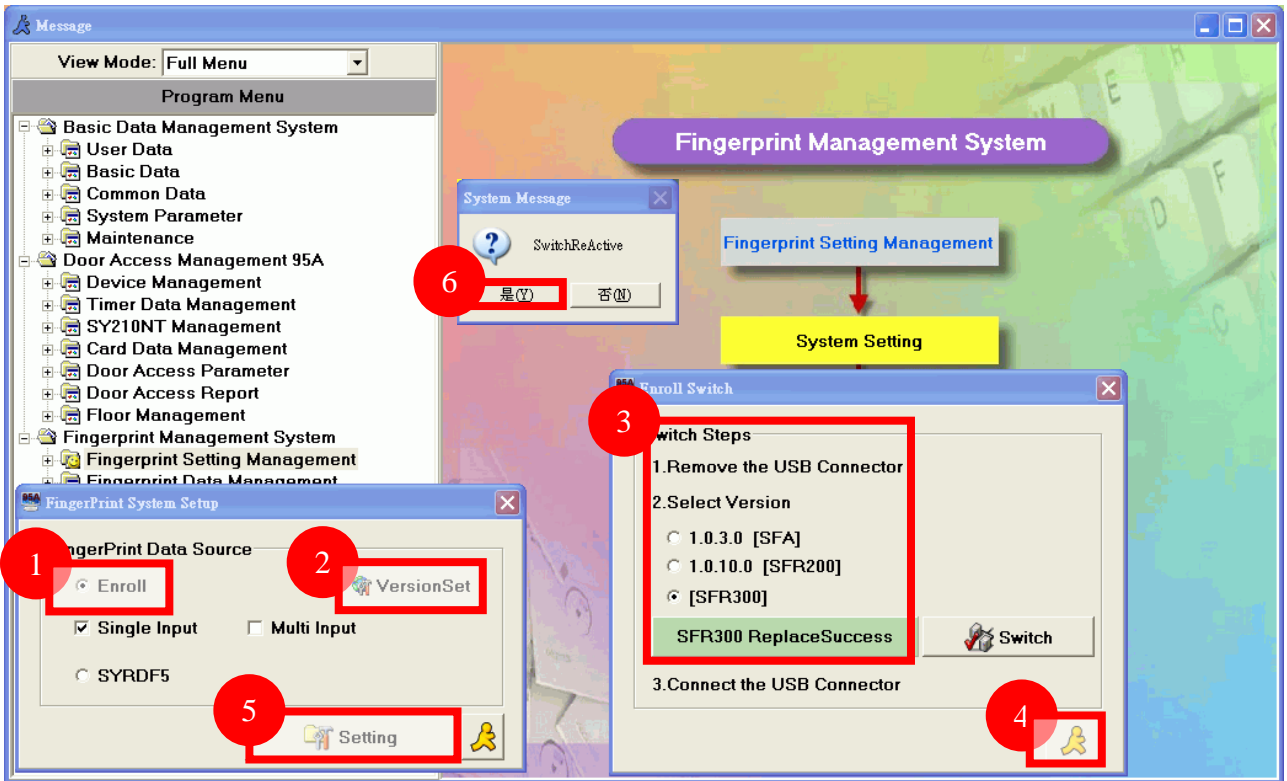 Message
View Mode: Full Menu
Program Menu
Basic Data Management System
User Data
Basic Data
Common Data
System Parameter
Maintenance
Door Access Management 95A
Device Management
Timer Data Management
SY210NT Management
Card Data Management
Door Access Parameter
Door Access Report
Floor Management
Fingerprint Management System
Fingerprint Setting Management
Fingerprint Data Management
Fingerprint Management System
Fingerprint Setting Management
System Setting
System Message
SwitchReActive
6
是(Y) 否(N)
95A Enroll Switch
3
witch Steps
1.Remove the USB Connector
2.Select Version
1.0.3.0 [SFA]
1.0.10.0 [SFR200]
[SFR300]
SFR300 ReplaceSuccess Switch
3.Connect the USB Connector
4
95A FingerPrint System Setup
ngerPrint Data Source
1 2
Enroll VersionSet
Single Input Multi Input
SYRDF5
5
Setting
W E F D G